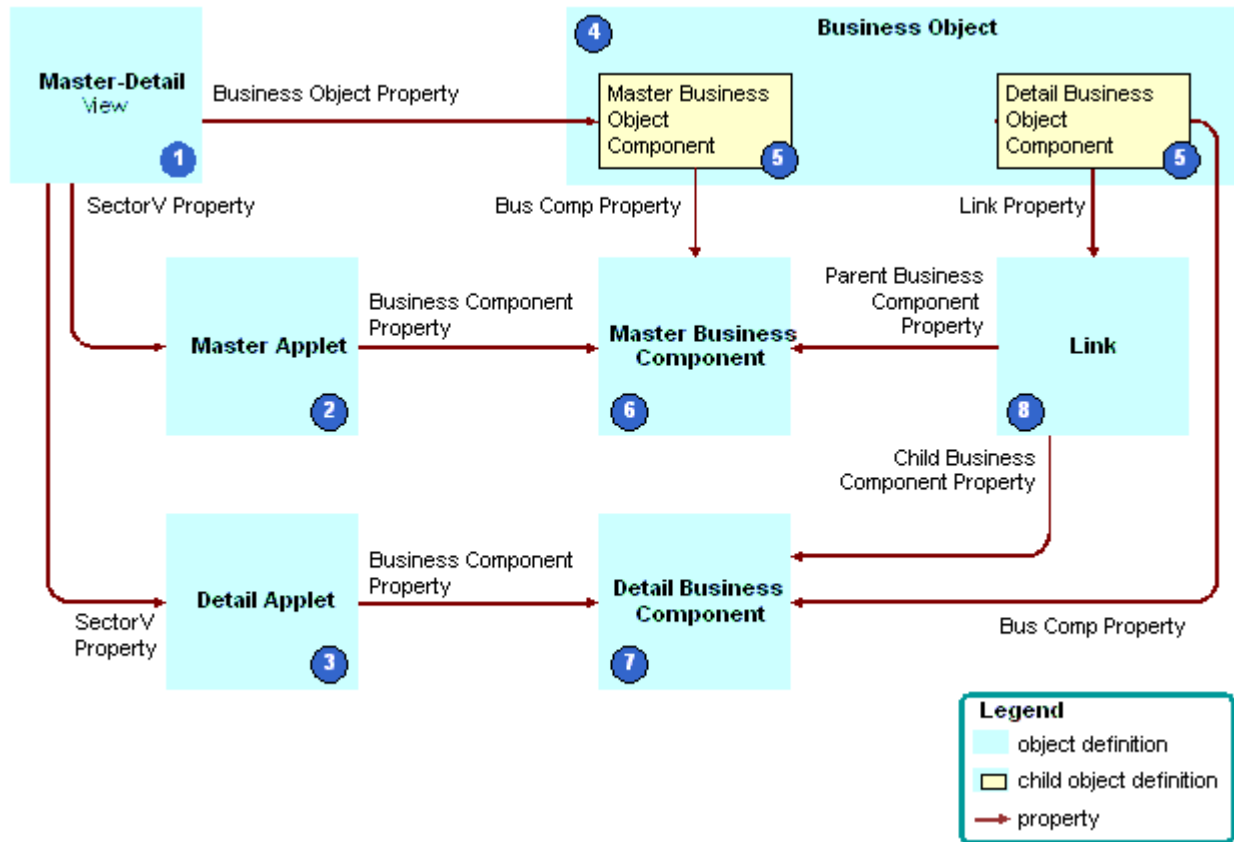 4
Business Object
Master-Detail
View
1
Business Object Property
Master Business
Object
Component
5
Detail Business
Object
Component
5
SectorV Property
Bus Comp Property
Link Property
Master Applet
2
Business Component
Property
Master Business
Component
6
Parent Business
Component
Property
Link
8
Child Business
Component Property
Detail Applet
3
SectorV
Property
Business Component
Property
Detail Business
Component
7
Bus Comp Property
Legend
object definition
child object definition
property